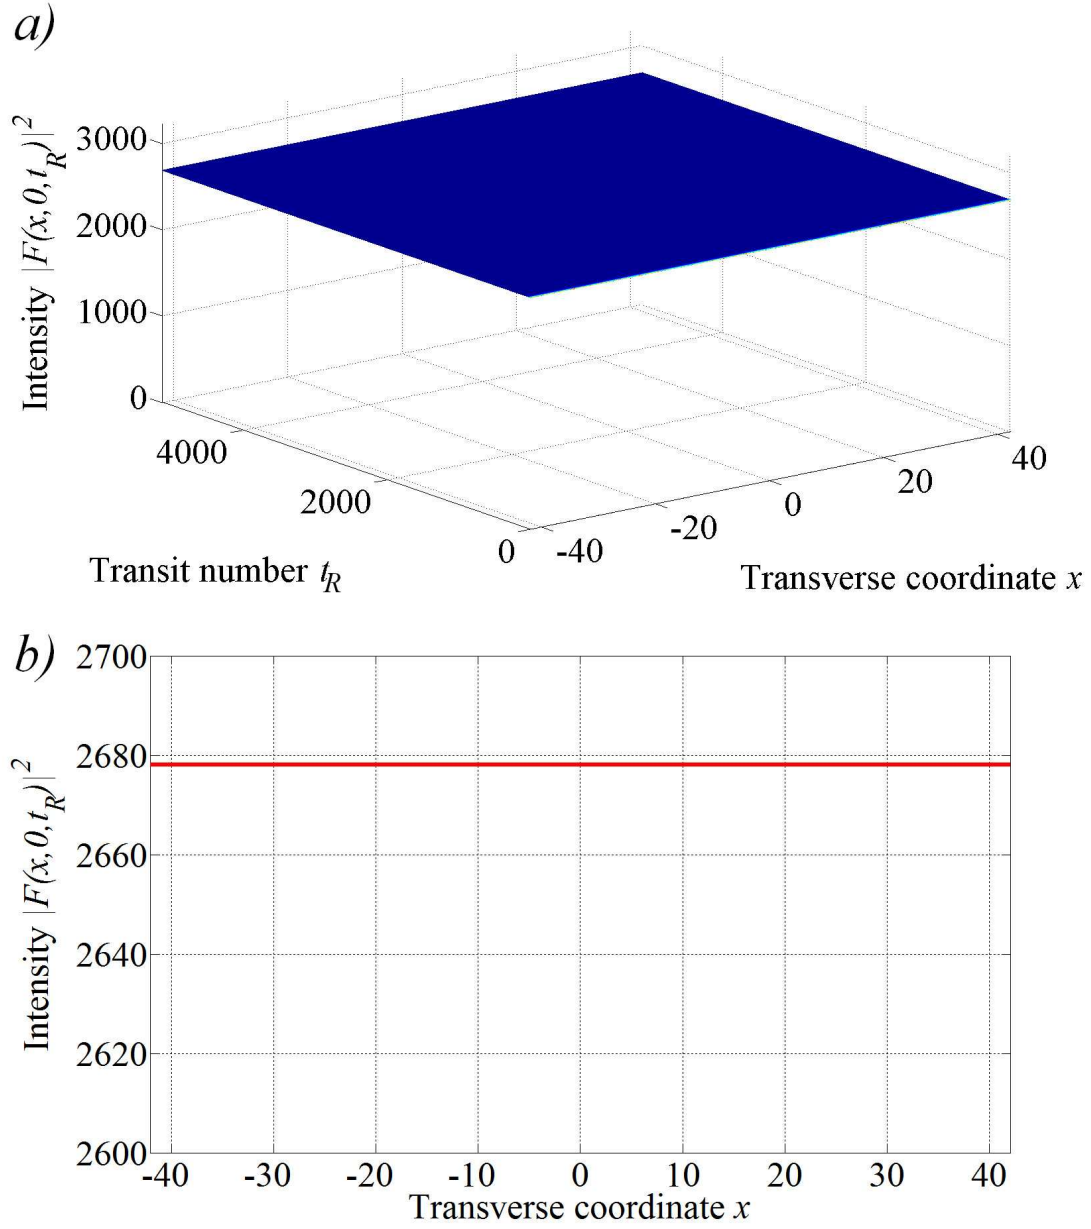 a)
Intensity |F(x,0,t_R)|^2
3000
2000
1000
0
4000
2000
0
Transit number t_R
-40
-20
0
20
40
Transverse coordinate x
b)
Intensity |F(x,0,t_R)|^2
2700
2680
2660
2640
2620
2600
-40 -30 -20 -10 0 10 20 30 40
Transverse coordinate x